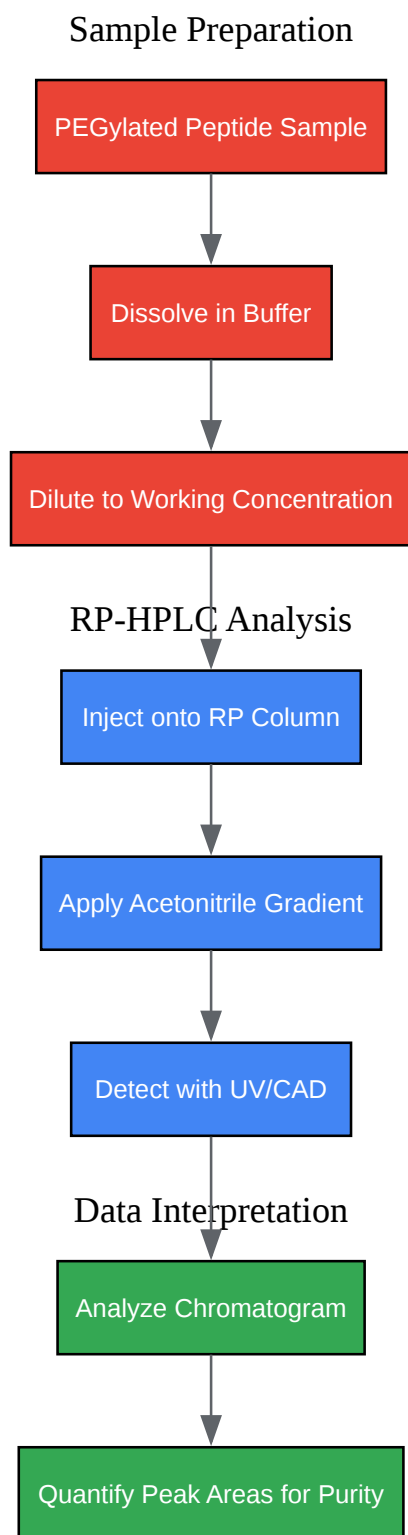 Sample Preparation
PEGylated Peptide Sample
Dissolve in Buffer
Dilute to Working Concentration
RP-HPLC Analysis
Inject onto RP Column
Apply Acetonitrile Gradient
Detect with UV/CAD
Data Interpretation
Analyze Chromatogram
Quantify Peak Areas for Purity